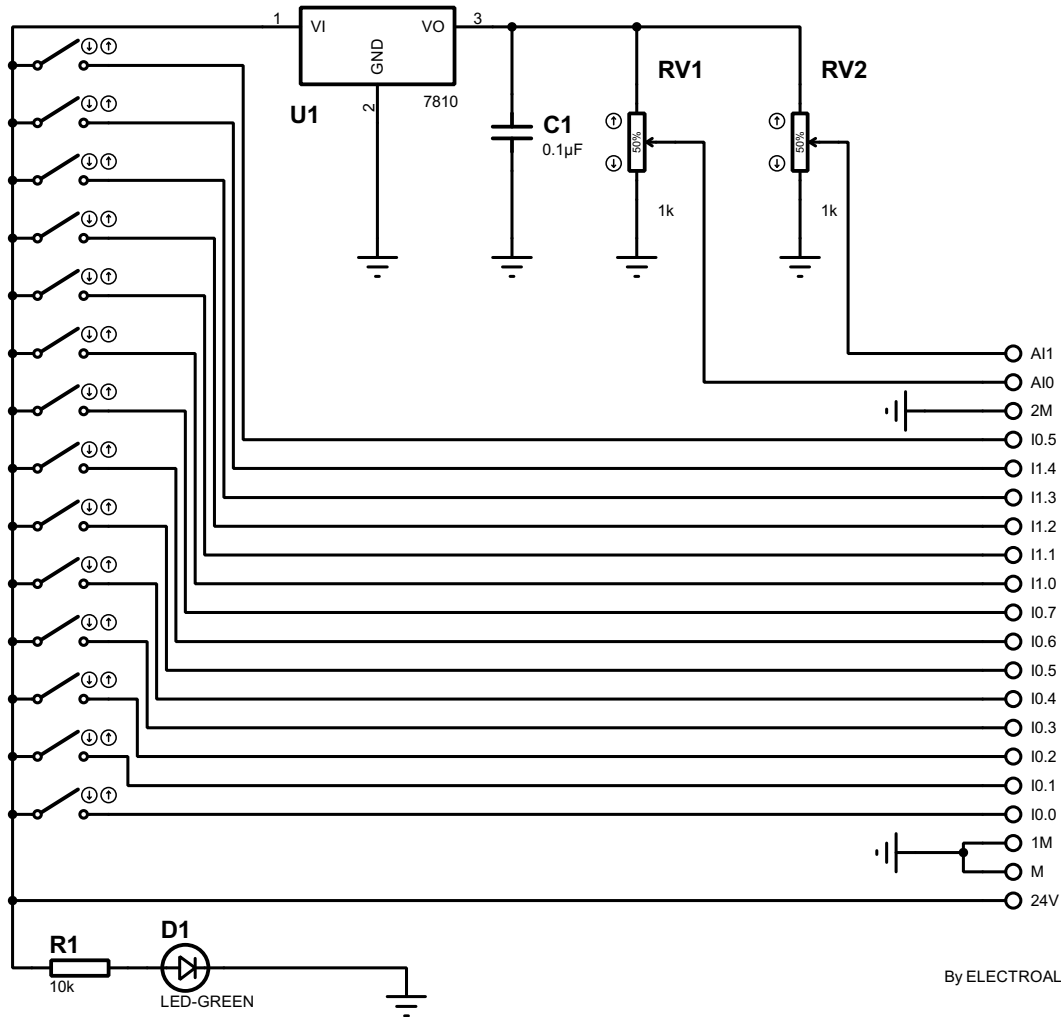 1
VI
VO
3
GND
2
7810
U1
C1
0.1µF
RV1
50%
1k
RV2
50%
1k
AI1
AI0
2M
I0.5
I1.4
I1.3
I1.2
I1.1
I1.0
I0.7
I0.6
I0.5
I0.4
I0.3
I0.2
I0.1
I0.0
1M
M
24V
R1
10k
D1
LED-GREEN
By ELECTROALL